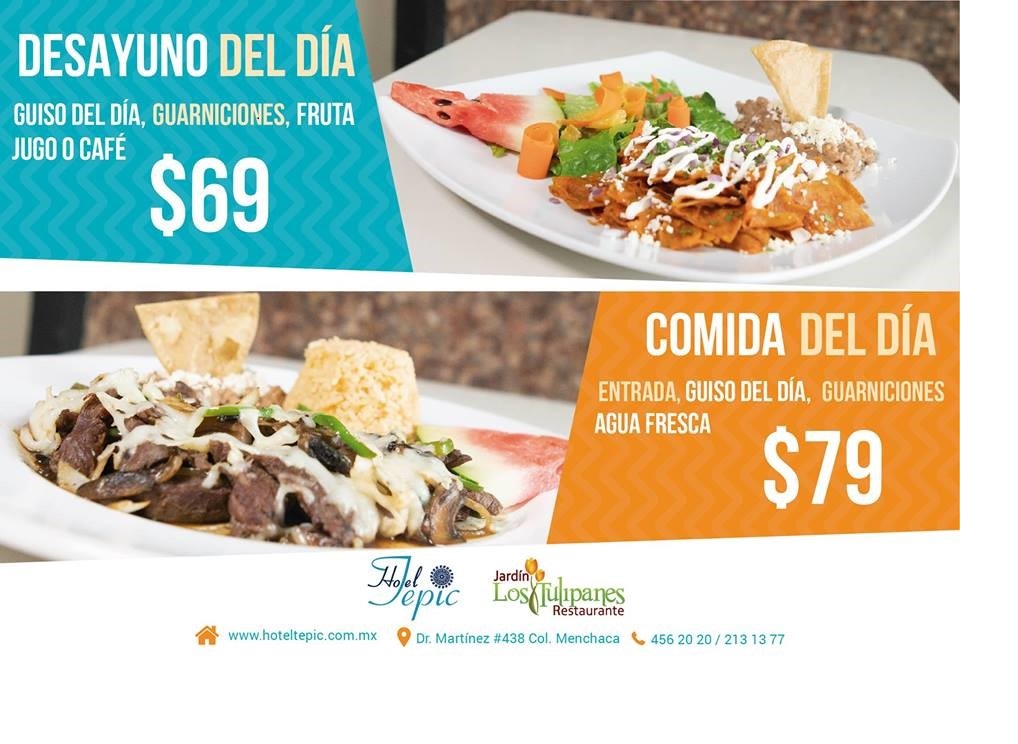 DESAYUNO DEL DÍA
GUISO DEL DÍA, GUARNICIONES, FRUTA
JUGO O CAFÉ
$69
COMIDA DEL DÍA
ENTRADA, GUISO DEL DÍA, GUARNICIONES
AGUA FRESCA
$79
Hotel
Tepic
Jardín
Los Tulipanes
Restaurante
www.hoteltepic.com.mx
Dr. Martínez #438 Col. Menchaca
456 20 20 / 213 13 77